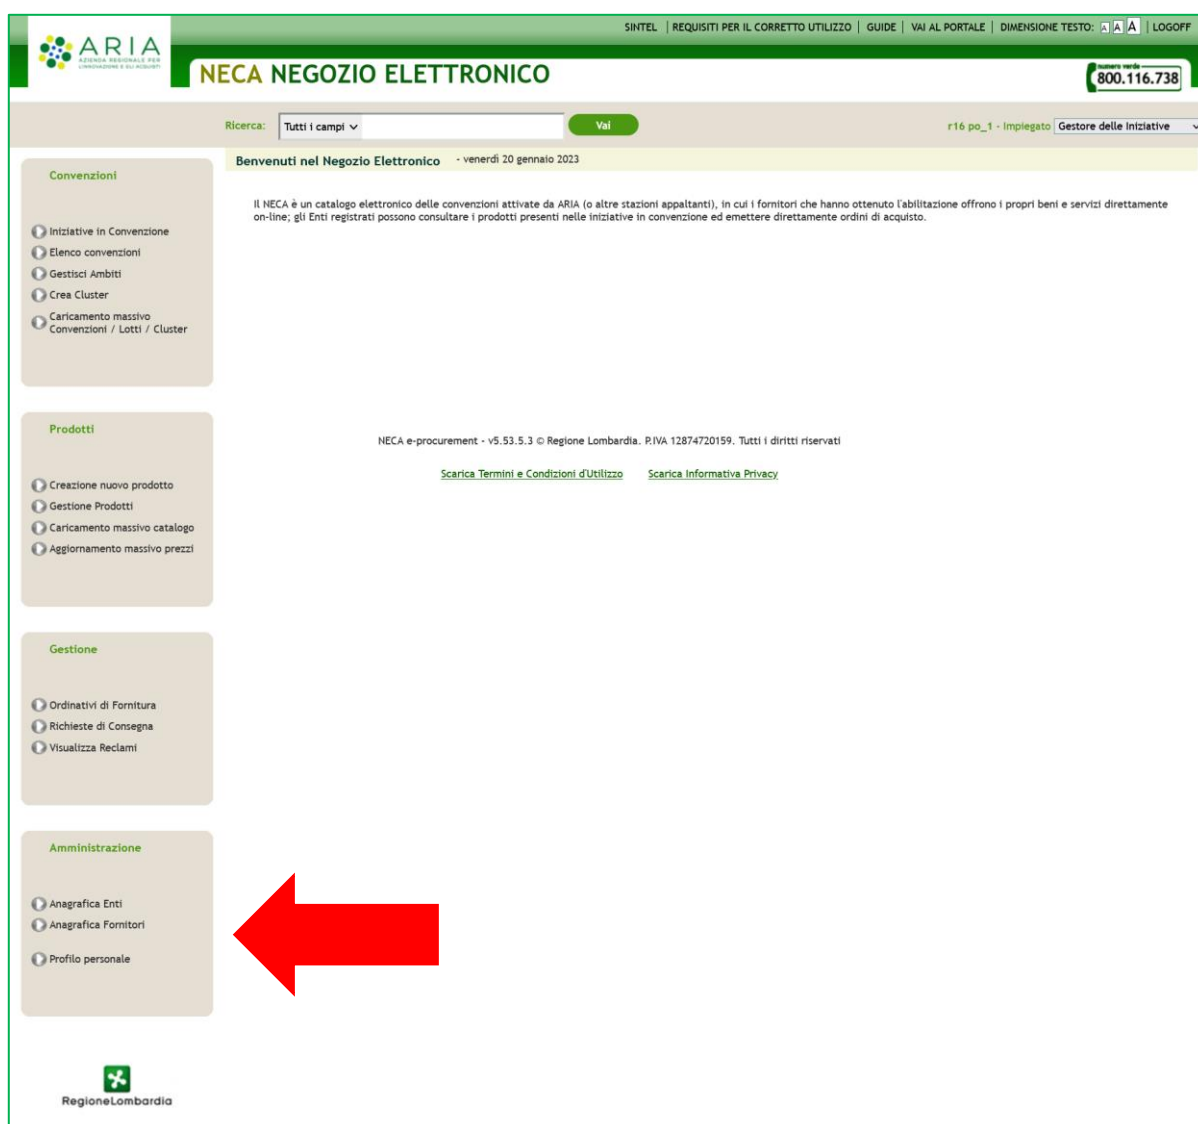 SINTEL | REQUISITI PER IL CORRETTO UTILIZZO | GUIDE | VAI AL PORTALE | DIMENSIONE TESTO: A A A | LOGOFF
ARIA
AZIENDA REGIONALE PER
L'INNOVAZIONE E GLI ACQUISTI
NECA NEGOZIO ELETTRONICO
numero verde
800.116.738
Ricerca: Tutti i campi Vai
r16 po_1 - Impiegato Gestore delle Iniziative
Benvenuti nel Negozio Elettronico - venerdì 20 gennaio 2023
Il NECA è un catalogo elettronico delle convenzioni attivate da ARIA (o altre stazioni appaltanti), in cui i fornitori che hanno ottenuto l'abilitazione offrono i propri beni e servizi direttamente
on-line; gli Enti registrati possono consultare i prodotti presenti nelle iniziative in convenzione ed emettere direttamente ordini di acquisto.
Convenzioni
Iniziative in Convenzione
Elenco convenzioni
Gestisci Ambiti
Crea Cluster
Caricamento massivo
Convenzioni / Lotti / Cluster
Prodotti
Creazione nuovo prodotto
Gestione Prodotti
Caricamento massivo catalogo
Aggiornamento massivo prezzi
NECA e-procurement - v5.53.5.3 © Regione Lombardia. P.IVA 12874720159. Tutti i diritti riservati
Scarica Termini e Condizioni d'Utilizzo Scarica Informativa Privacy
Gestione
Ordinativi di Fornitura
Richieste di Consegna
Visualizza Reclami
Amministrazione
Anagrafica Enti
Anagrafica Fornitori
Profilo personale
RegioneLombardia